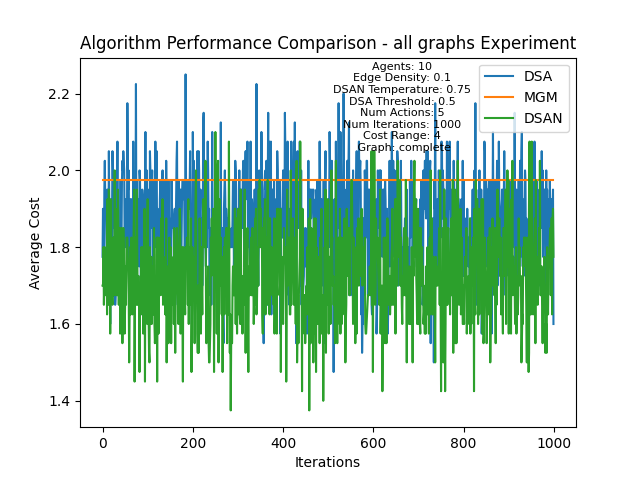 Algorithm Performance Comparison - all graphs Experiment
Agents: 10
Edge Density: 0.1
DSAN Temperature: 0.75
DSA Threshold: 0.5
Num Actions: 5
Num Iterations: 1000
Cost Range: 4
Graph: complete
DSA
MGM
DSAN
Average Cost
2.2
2.0
1.8
1.6
1.4
0
200
400
600
800
1000
Iterations